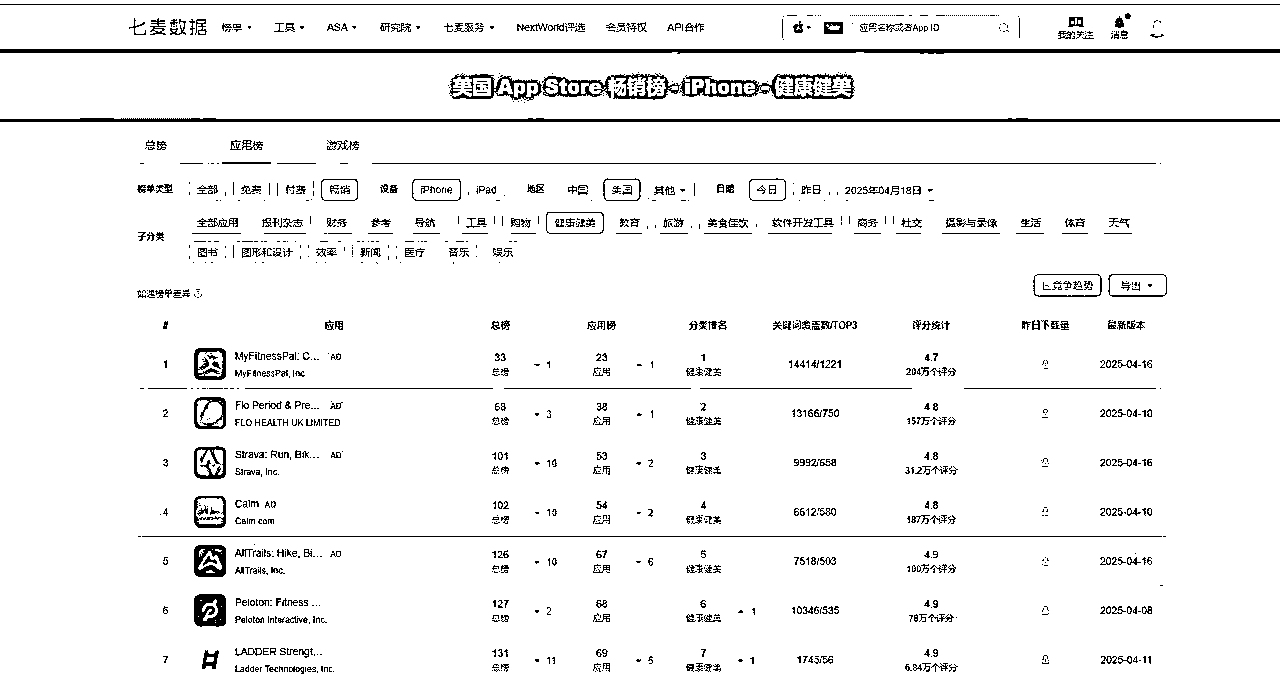 七麦数据 榜单 工具 ASA 研究院 七麦服务 NextWorld评选 会员特权 API合作 应用名称或者App ID 我的关注 消息
美国 App Store 畅销榜 - iPhone - 健康健美
总榜 应用榜 游戏榜
榜单类型 全部 免费 付费 畅销 设备 iPhone iPad 地区 中国 美国 其他 日期 今日 昨日 2025年04月18日
子分类 全部应用 报刊杂志 财务 参考 导航 工具 购物 健康健美 教育 旅游 美食佳饮 软件开发工具 商务 社交 摄影与录像 生活 体育 天气
图书 图形和设计 效率 新闻 医疗 音乐 娱乐
竞争趋势 导出
# 应用 总榜 应用榜 分类排名 关键词覆盖数/TOP3 评分统计 昨日下载量 最新版本
1 MyFitnessPal: C... AD 33 1 23 1 1 14414/1221 4.7 2025-04-16
MyFitnessPal, Inc. 总榜 应用 健康健美 204万个评分
2 Flo Period & Pre... AD 68 3 38 1 2 13166/750 4.8 2025-04-10
FLO HEALTH UK LIMITED 总榜 应用 健康健美 157万个评分
3 Strava: Run, Bik... AD 101 10 53 2 3 9992/658 4.8 2025-04-16
Strava, Inc. 总榜 应用 健康健美 31.2万个评分
4 Calm AD 102 10 54 2 4 6612/580 4.8 2025-04-10
Calm.com 总榜 应用 健康健美 187万个评分
5 AllTrails: Hike, Bi... AD 126 10 67 6 5 7518/503 4.9 2025-04-16
AllTrails, Inc. 总榜 应用 健康健美 100万个评分
6 Peloton: Fitness ... 127 2 68 6 1 10346/535 4.9 2025-04-08
Peloton Interactive, Inc. 总榜 应用 健康健美 78万个评分
7 LADDER Strengt... 131 11 69 5 7 1 1745/56 4.9 2025-04-11
Ladder Technologies, Inc. 总榜 应用 健康健美 6.84万个评分